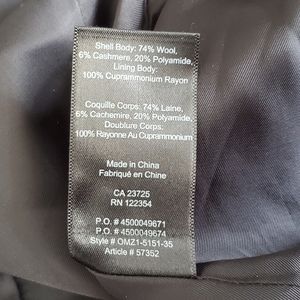 Shell Body: 74% Wool,
6% Cashmere, 20% Polyamide,
Lining Body:
100% Cuprammonium Rayon
Coquille Corps: 74% Laine,
6% Cachemire, 20% Polyamide,
Doublure Corps:
100% Rayonne Au Cuprammonium
Made in China
Fabriqué en Chine
CA 23725
RN 122354
P.O. # 4500049671
P.O. # 4500049674
Style # OMZ1-5151-35
Article # 57352